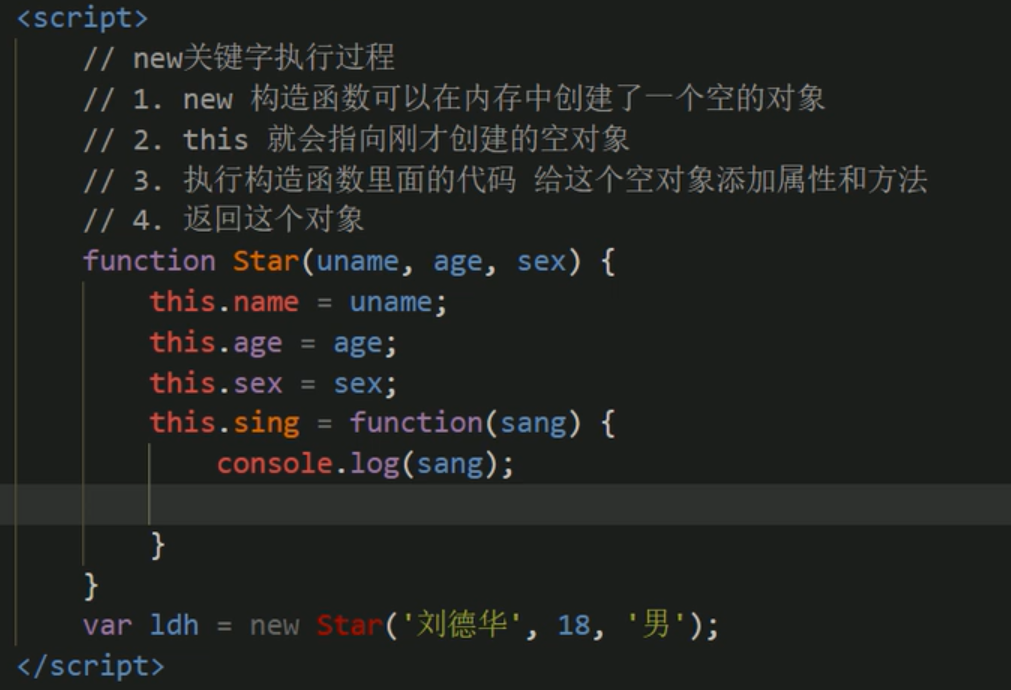 <script>
// new关键字执行过程
// 1. new 构造函数可以在内存中创建了一个空的对象
// 2. this 就会指向刚才创建的空对象
// 3. 执行构造函数里面的代码 给这个空对象添加属性和方法
// 4. 返回这个对象
function Star(uname, age, sex) {
this.name = uname;
this.age = age;
this.sex = sex;
this.sing = function(sang) {
console.log(sang);
}
}
var ldh = new Star('刘德华', 18, '男');
</script>